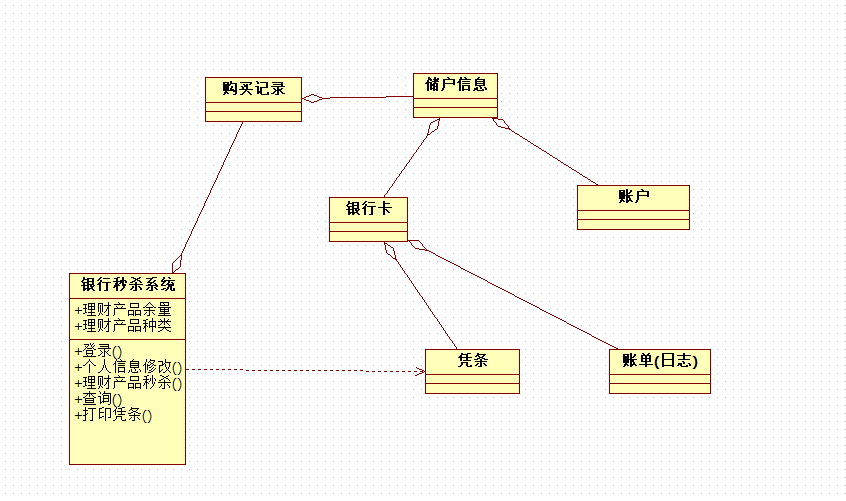 购买记录
储户信息
银行卡
账户
银行秒杀系统
+理财产品余量
+理财产品种类
+登录()
+个人信息修改()
+理财产品秒杀()
+查询()
+打印凭条()
凭条
账单(日志)